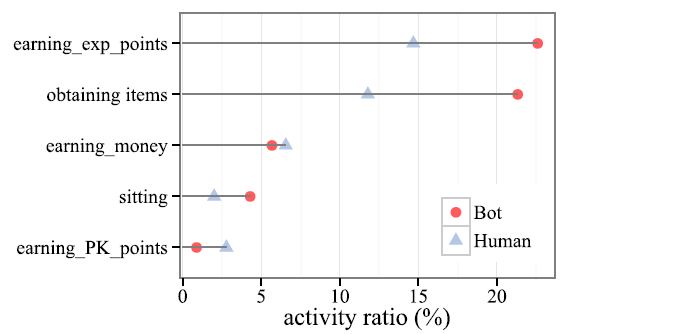 earning_exp_points
obtaining items
earning_money
sitting
earning_PK_points
Bot
Human
0 5 10 15 20
activity ratio (%)